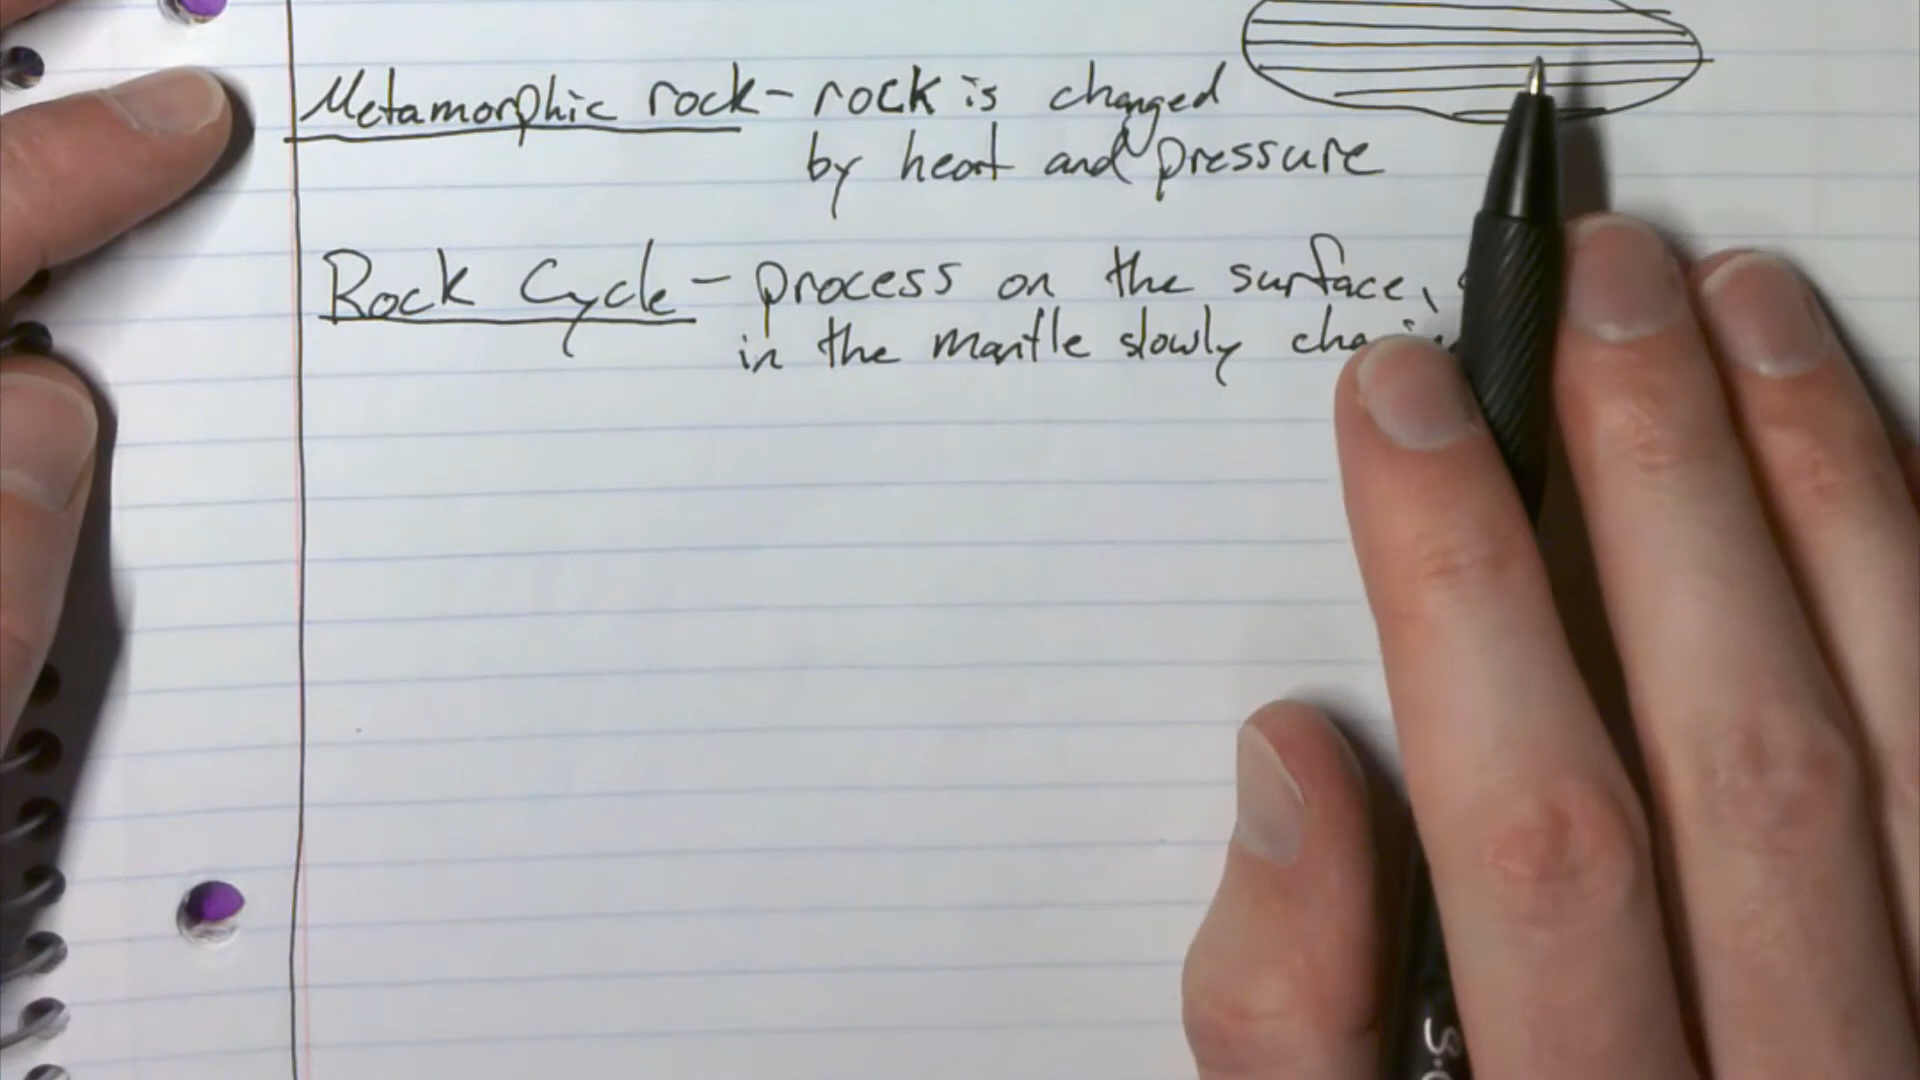 Metamorphic rock - rock is changed
by heat and pressure
Rock Cycle - process on the surface,
in the mantle slowly